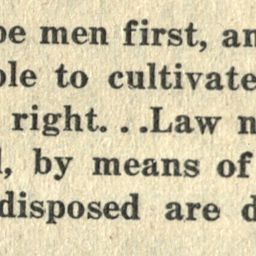 be men first, an
ble to cultivate
right. . .Law n
, by means of
disposed are d